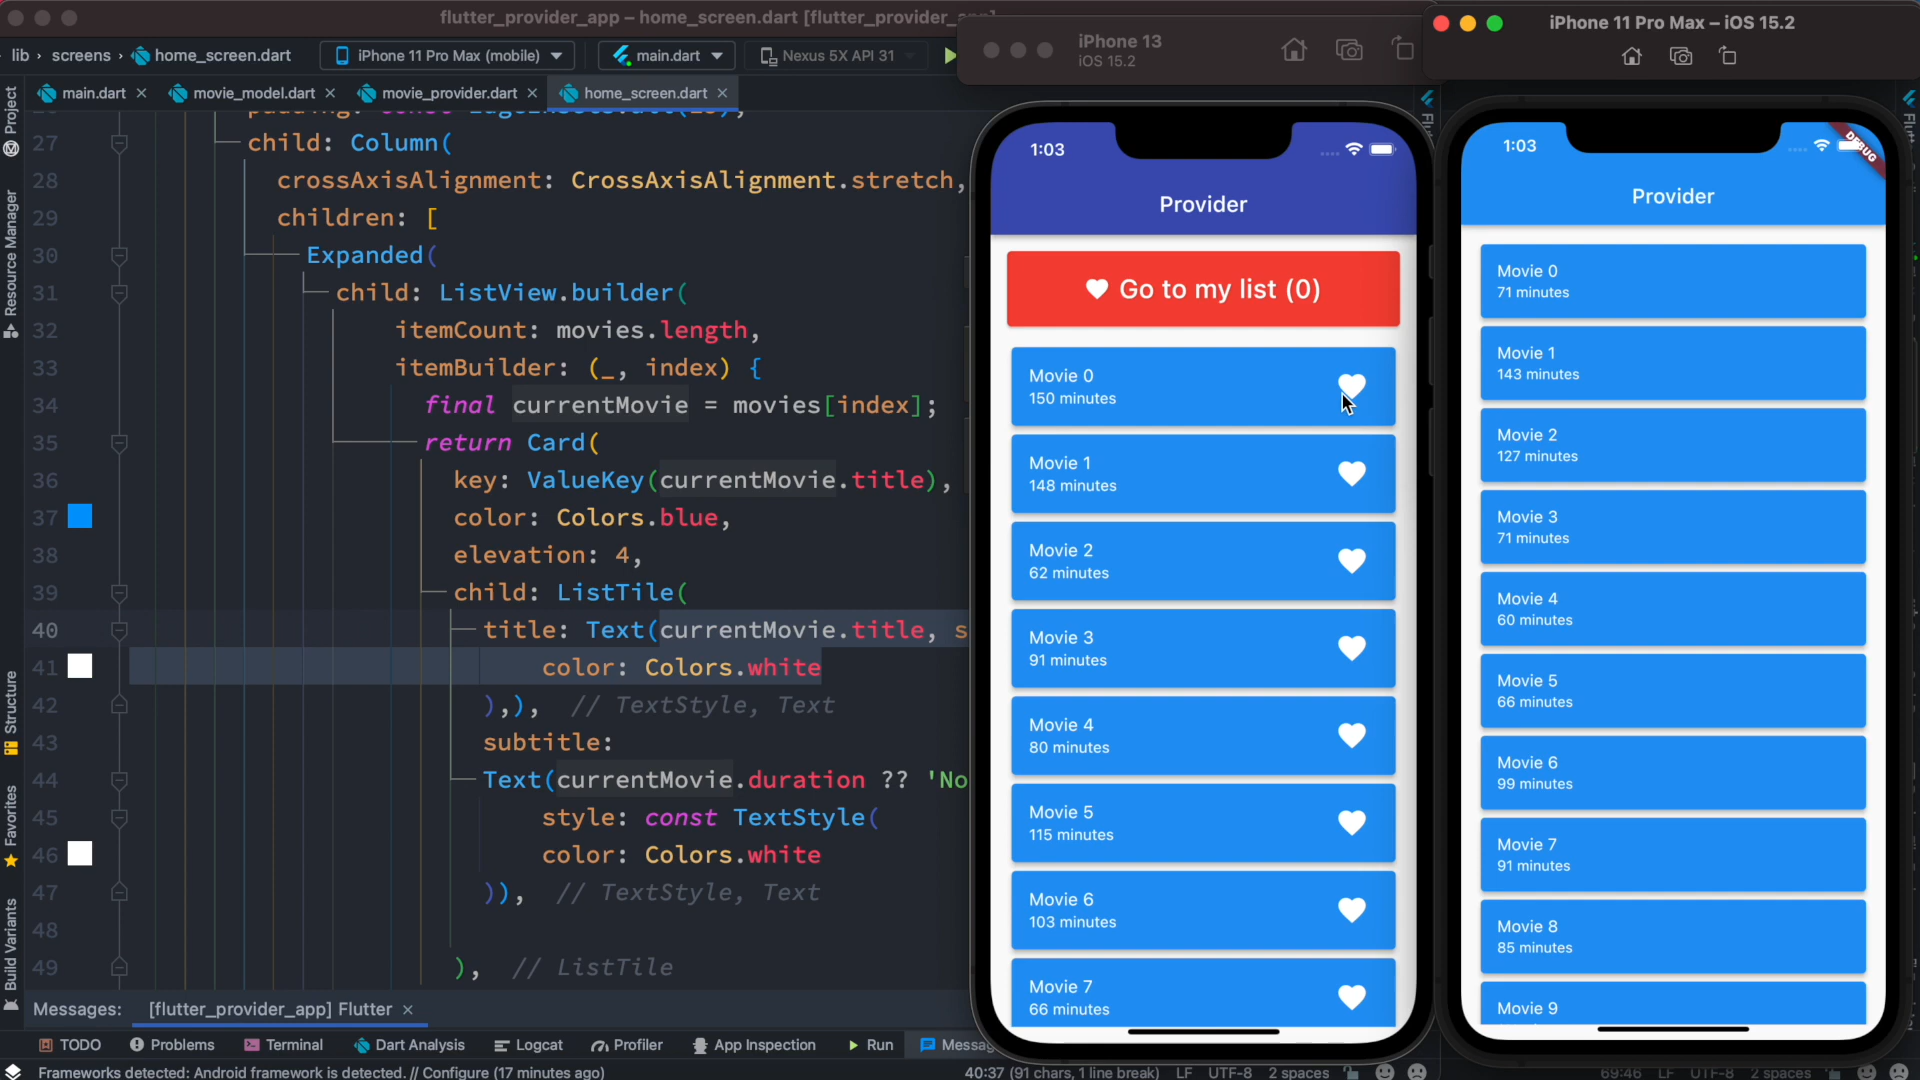 flutter_provider_app – home_screen.dart [flutter_provider_app]
lib › screens › home_screen.dart
iPhone 11 Pro Max (mobile)
main.dart
Nexus 5X API 31
main.dart
movie_model.dart
movie_provider.dart
home_screen.dart
Project
Resource Manager
Structure
Favorites
Build Variants
27 child: Column(
28 crossAxisAlignment: CrossAxisAlignment.stretch,
29 children: [
30 Expanded(
31 child: ListView.builder(
32 itemCount: movies.length,
33 itemBuilder: (_, index) {
34 final currentMovie = movies[index];
35 return Card(
36 key: ValueKey(currentMovie.title),
37 color: Colors.blue,
38 elevation: 4,
39 child: ListTile(
40 title: Text(currentMovie.title, s
41 color: Colors.white
42 ),), // TextStyle, Text
43 subtitle:
44 Text(currentMovie.duration ?? 'No
45 style: const TextStyle(
46 color: Colors.white
47 )), // TextStyle, Text
48
49 ), // ListTile
Messages: [flutter_provider_app] Flutter
TODO
Problems
Terminal
Dart Analysis
Logcat
Profiler
App Inspection
Run
Messag
Frameworks detected: Android framework is detected. // Configure (17 minutes ago)
40:37 (91 chars, 1 line break) LF UTF-8 2 spaces
iPhone 13
iOS 15.2
1:03
Provider
Go to my list (0)
Movie 0
150 minutes
Movie 1
148 minutes
Movie 2
62 minutes
Movie 3
91 minutes
Movie 4
80 minutes
Movie 5
115 minutes
Movie 6
103 minutes
Movie 7
66 minutes
iPhone 11 Pro Max – iOS 15.2
1:03
DEBUG
Provider
Movie 0
71 minutes
Movie 1
143 minutes
Movie 2
127 minutes
Movie 3
71 minutes
Movie 4
60 minutes
Movie 5
66 minutes
Movie 6
99 minutes
Movie 7
91 minutes
Movie 8
85 minutes
Movie 9
69:46 LF UTF-8 2 spaces